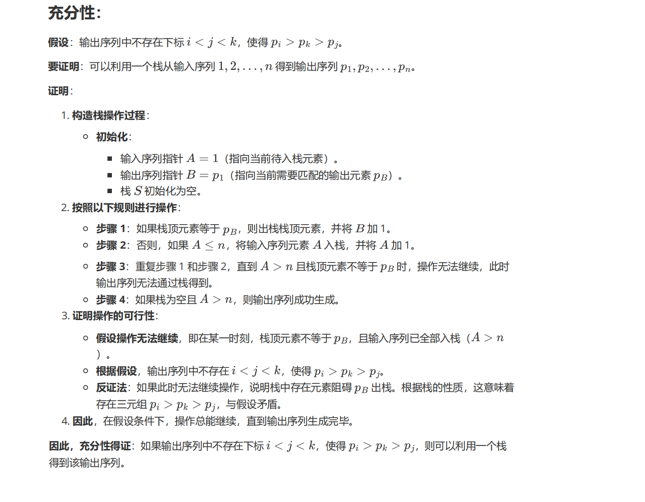 充分性：
假设：输出序列中不存在下标 i < j < k，使得 p_i > p_k > p_j。
要证明：可以利用一个栈从输入序列 1, 2, …, n 得到输出序列 p_1, p_2, …, p_n。
证明：
1. 构造栈操作过程：
初始化：
输入序列指针 A = 1（指向当前待入栈元素）。
输出序列指针 B = p_1（指向当前需要匹配的输出元素 p_B）。
栈 S 初始化为空。
2. 按照以下规则进行操作：
步骤 1：如果栈顶元素等于 p_B，则出栈栈顶元素，并将 B 加 1。
步骤 2：否则，如果 A ≤ n，将输入序列元素 A 入栈，并将 A 加 1。
步骤 3：重复步骤 1 和步骤 2，直到 A > n 且栈顶元素不等于 p_B 时，操作无法继续，此时
输出序列无法通过栈得到。
步骤 4：如果栈为空且 A > n，则输出序列成功生成。
3. 证明操作的可行性：
假设操作无法继续，即在某一时刻，栈顶元素不等于 p_B，且输入序列已全部入栈（A > n
）。
根据假设，输出序列中不存在 i < j < k，使得 p_i > p_k > p_j。
反证法：如果此时无法继续操作，说明栈中存在元素阻碍 p_B 出栈。根据栈的性质，这意味着
存在三元组 p_i > p_k > p_j，与假设矛盾。
4. 因此，在假设条件下，操作总能继续，直到输出序列生成完毕。
因此，充分性得证：如果输出序列中不存在下标 i < j < k，使得 p_i > p_k > p_j，则可以利用一个栈
得到该输出序列。